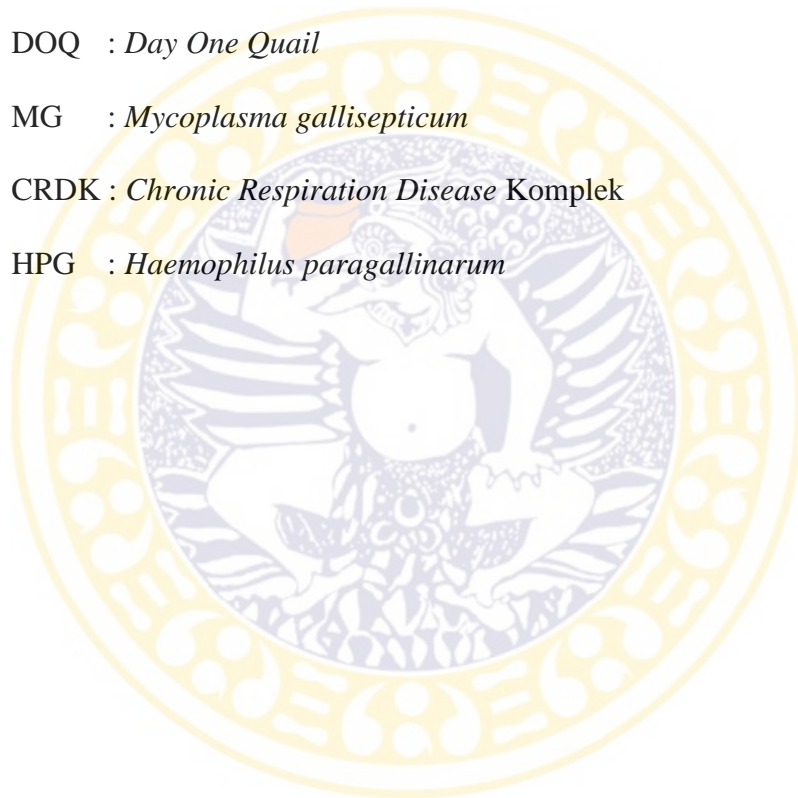 DOQ : Day One Quail
MG : Mycoplasma gallisepticum
CRDK : Chronic Respiration Disease Komplek
HPG : Haemophilus paragallinarum